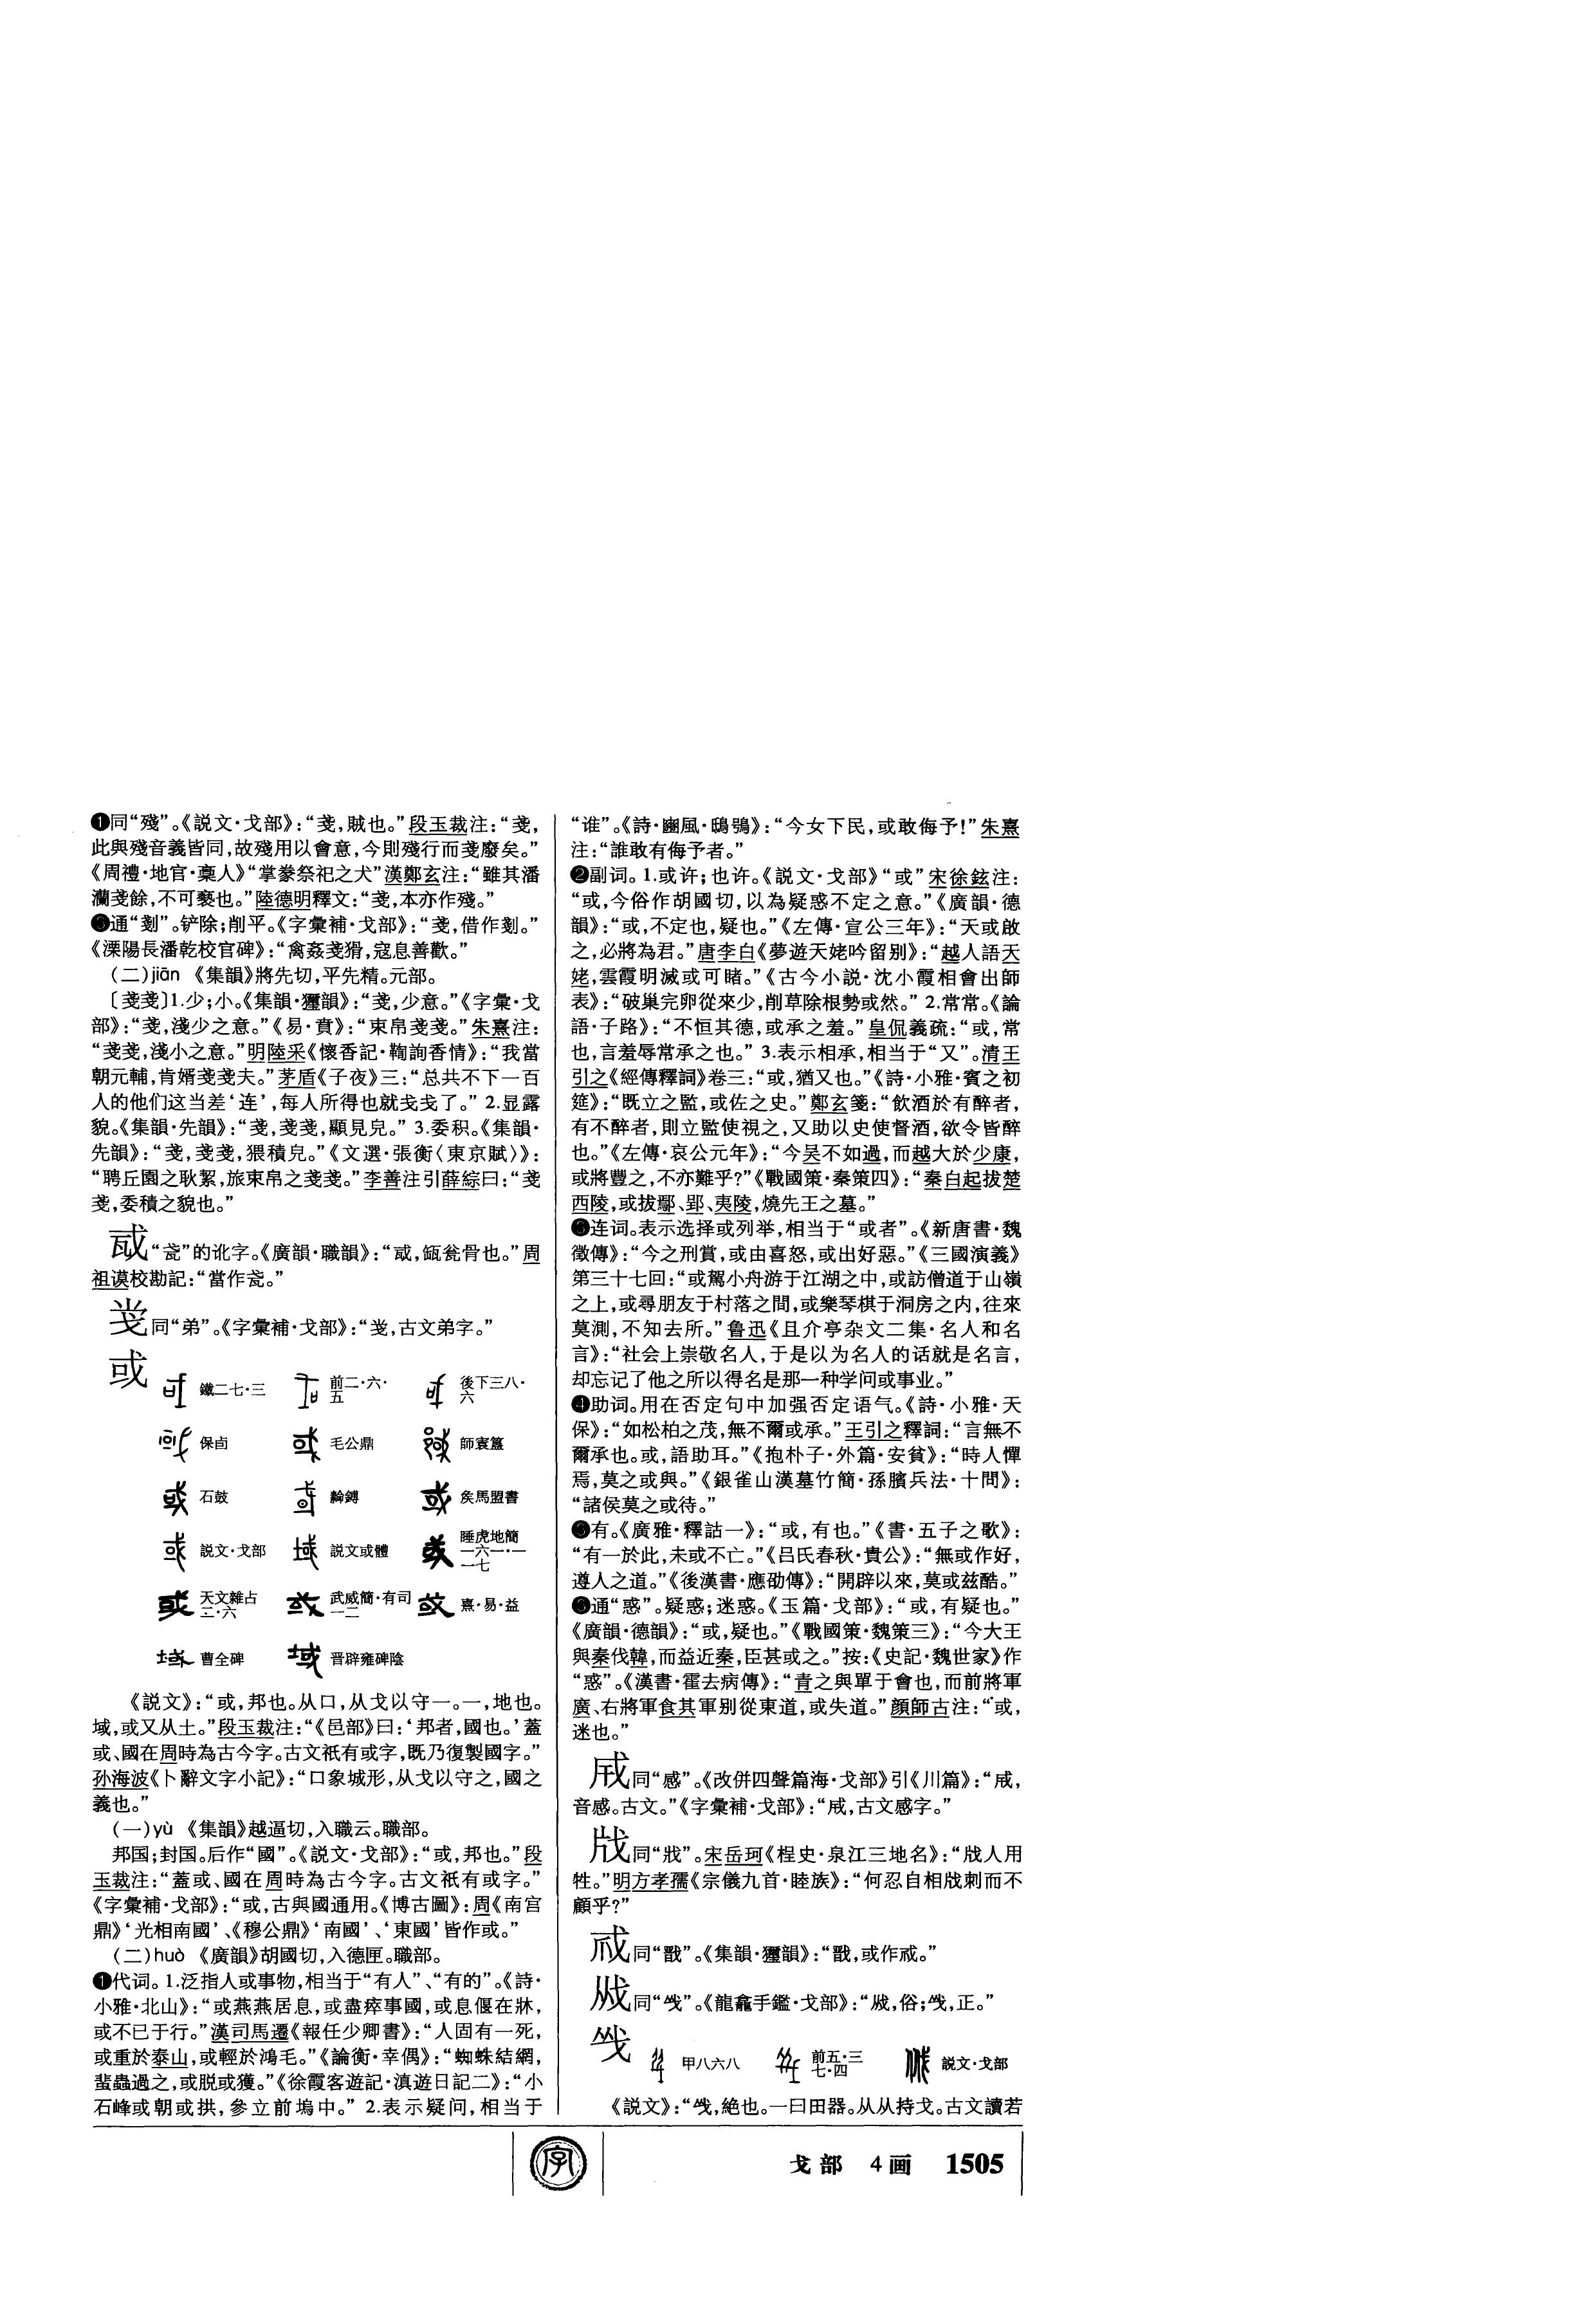 ❶同“殘”。《説文·戈部》：“戔，賊也。”段玉裁注：“戔，
此與殘音義皆同，故殘用以會意，今則殘行而戔廢矣。”
《周禮·地官·槀人》“掌豢祭祀之犬”漢鄭玄注：“雖其潘
灡戔餘，不可褻也。”陸德明釋文：“戔，本亦作殘。”
通“剗”。铲除；削平。《字彙補·戈部》：“戔，借作剗。”
《溧陽長潘乾校官碑》：“禽姦戔猾，寇息善歡。”
（二）jiān 《集韻》將先切，平先精。元部。
〔戔戔〕1.少；小。《集韻·𤣗韻》：“戔，少意。”《字彙·戈
部》：“戔，淺少之意。”《易·賁》：“束帛戔戔。”朱熹注：
“戔戔，淺小之意。”明陸采《懷香記·鞫詢香情》：“我當
朝元輔，肯婿戔戔夫。”茅盾《子夜》三：“总共不下一百
人的他们这当差‘连’，每人所得也就戋戋了。” 2.显露
貌。《集韻·先韻》：“戔，戔戔，顯見皃。” 3.委积。《集韻·
先韻》：“戔，戔戔，猥積皃。”《文選·張衡〈東京賦〉》：
“聘丘園之耿絜，旅束帛之戔戔。”李善注引薛綜曰：“戔
戔，委積之貌也。”
的讹字。《廣韻·職韻》：
周
祖谟校勘記：
同“弟”。《字彙補·戈部》：
古文弟字。”
或
鐵二七·三 前二·六·五 後下三八·六
保卣 毛公鼎 師寰簋
石鼓 𦅫鎛 矦馬盟書
説文·戈部 説文或體 睡虎地簡一六一·一一七
天文雜占二·六 武威簡·有司一二 熹·易·益
曹全碑 晋辟雍碑陰
《説文》：“或，邦也。从口，从戈以守一。一，地也。
域，或又从土。”段玉裁注：“《邑部》曰：‘邦者，國也。’蓋
或、國在周時為古今字。古文衹有或字，既乃復製國字。”
孙海波《卜辭文字小記》：“口象城形，从戈以守之，國之
義也。”
（一）yù 《集韻》越逼切，入職云。職部。
邦国；封国。后作“國”。《説文·戈部》：“或，邦也。”段
玉裁注：“蓋或、國在周時為古今字。古文衹有或字。”
《字彙補·戈部》：“或，古與國通用。《博古圖》：周《南宫
鼎》‘光相南國’、《穆公鼎》‘南國’、‘東國’皆作或。”
（二）huò 《廣韻》胡國切，入德匣。職部。
❶代词。1.泛指人或事物，相当于“有人”、“有的”。《詩·
小雅·北山》：“或燕燕居息，或盡瘁事國，或息偃在牀，
或不已于行。”漢司馬遷《報任少卿書》：“人固有一死，
或重於泰山，或輕於鴻毛。”《論衡·幸偶》：“蜘蛛結網，
蜚蟲過之，或脱或獲。”《徐霞客遊記·滇遊日記二》：“小
石峰或朝或拱，參立前塢中。” 2.表示疑问，相当于
“谁”。《詩·豳風·鴟鴞》：“今女下民，或敢侮予！”朱熹
注：“誰敢有侮予者。”
❷副词。1.或许；也许。《説文·戈部》“或”宋徐鉉注：
“或，今俗作胡國切，以為疑惑不定之意。”《廣韻·德
韻》：“或，不定也，疑也。”《左傳·宣公三年》：“天或啟
之，必將為君。”唐李白《夢遊天姥吟留别》：“越人語天
姥，雲霞明滅或可睹。”《古今小説·沈小霞相會出師
表》：“破巢完卵從來少，削草除根勢或然。” 2.常常。《論
語·子路》：“不恒其德，或承之羞。”皇侃義疏：“或，常
也，言羞辱常承之也。” 3.表示相承，相当于“又”。清王
引之《經傳釋詞》卷三：“或，猶又也。”《詩·小雅·賓之初
筵》：“既立之監，或佐之史。”鄭玄箋：“飲酒於有醉者，
有不醉者，則立監使視之，又助以史使督酒，欲令皆醉
也。”《左傳·哀公元年》：“今吴不如過，而越大於少康，
或將豐之，不亦難乎？”《戰國策·秦策四》：“秦白起拔楚
西陵，或拔鄢、郢、夷陵，燒先王之墓。”
❸连词。表示选择或列举，相当于“或者”。《新唐書·魏
徵傳》：“今之刑賞，或由喜怒，或出好惡。”《三國演義》
第三十七回：“或駕小舟游于江湖之中，或訪僧道于山嶺
之上，或尋朋友于村落之間，或樂琴棋于洞房之内，往來
莫測，不知去所。”鲁迅《且介亭杂文二集·名人和名
言》：“社会上崇敬名人，于是以为名人的话就是名言，
却忘记了他之所以得名是那一种学问或事业。”
❹助词。用在否定句中加强否定语气。《詩·小雅·天
保》：“如松柏之茂，無不爾或承。”王引之釋詞：“言無不
爾承也。或，語助耳。”《抱朴子·外篇·安貧》：“時人憚
焉，莫之或與。”《銀雀山漢墓竹簡·孫臏兵法·十問》：
“諸侯莫之或待。”
❺有。《廣雅·釋詁一》：“或，有也。”《書·五子之歌》：
“有一於此，未或不亡。”《吕氏春秋·貴公》：“無或作好，
遵人之道。”《後漢書·應劭傳》：“開辟以來，莫或兹酷。”
❻通“惑”。疑惑；迷惑。《玉篇·戈部》：“或，有疑也。”
《廣韻·德韻》：“或，疑也。”《戰國策·魏策三》：“今大王
與秦伐韓，而益近秦，臣甚或之。”按：《史記·魏世家》作
“惑”。《漢書·霍去病傳》：“青之與單于會也，而前將軍
廣、右將軍食其軍别從東道，或失道。”顔師古注：“或，
迷也。”
同“感”。《改併四聲篇海·戈部》引《川篇》：
音感。古文。”《字彙補·戈部》：
古文感字。”
戕同“戕”。宋岳珂《桯史·泉江三地名》：“戕人用
牲。”明方孝孺《宗儀九首·睦族》：“何忍自相戕刺而不
顧乎？”
同“戩”。《集韻·𤣗韻》：“戩，或作
《龍龕手鑑·戈部》：
俗；
正。”
甲八六八 前五·三七·四 説文·戈部
《説文》：
絶也。一曰田器。从从持戈。古文讀若
字
戈部 4画 1505